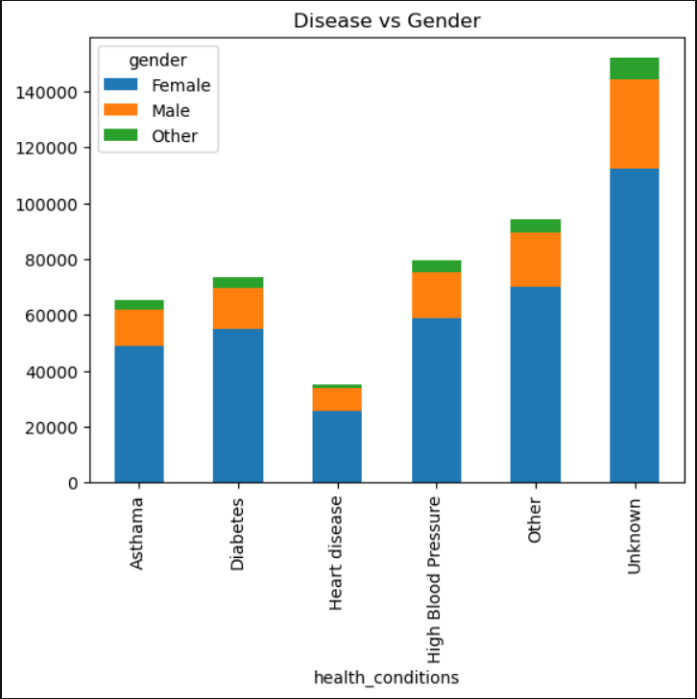 Disease vs Gender
gender
Female
Male
Other
140000
120000
100000
80000
60000
40000
20000
0
Asthama
Diabetes
Heart disease
High Blood Pressure
Other
Unknown
health_conditions